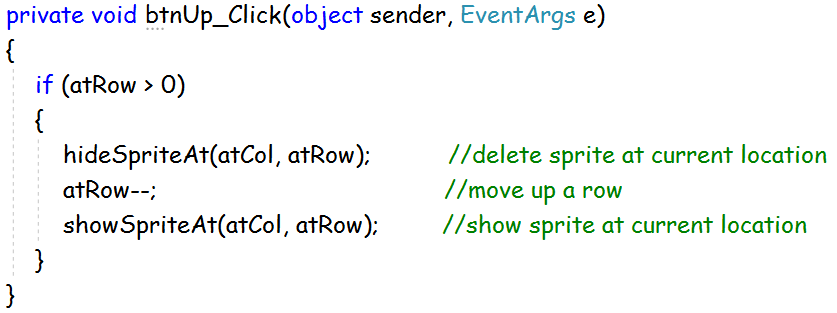 private void btnUp_Click(object sender, EventArgs e)
{
if (atRow > 0)
{
hideSpriteAt(atCol, atRow); //delete sprite at current location
atRow--; //move up a row
showSpriteAt(atCol, atRow); //show sprite at current location
}
}